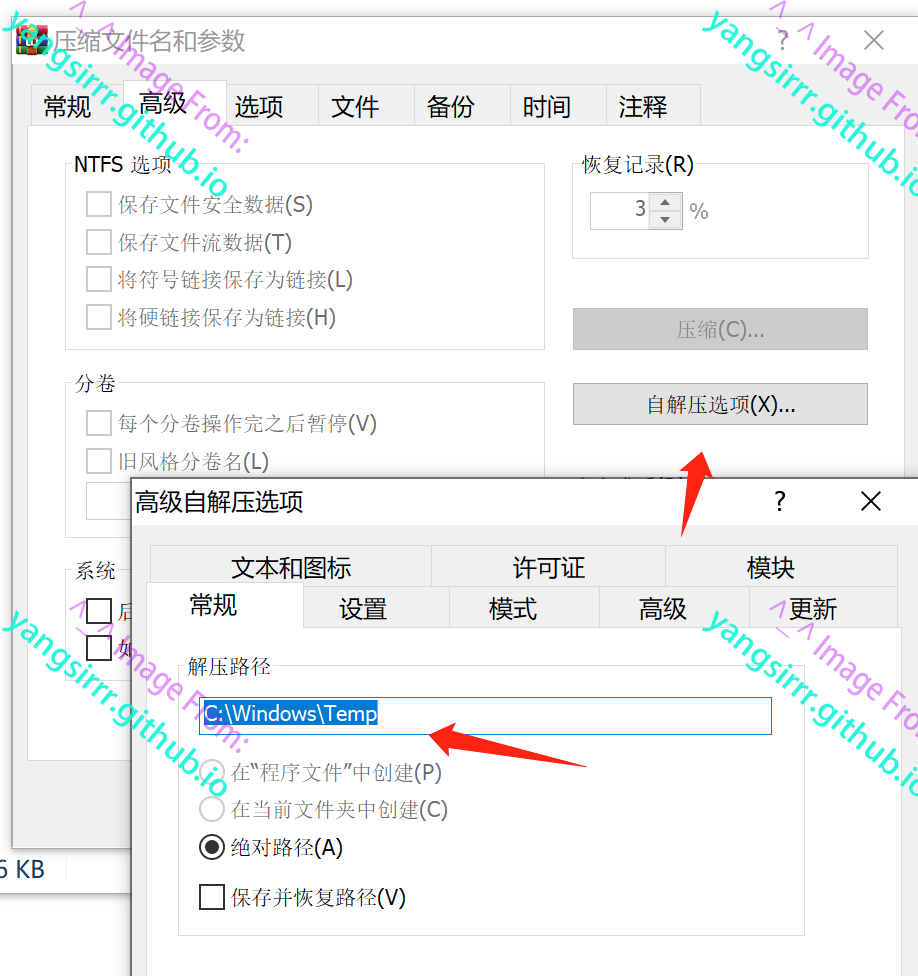 压缩文件名和参数
?
常规 高级 选项 文件 备份 时间 注释
NTFS 选项
保存文件安全数据(S)
保存文件流数据(T)
将符号链接保存为链接(L)
将硬链接保存为链接(H)
恢复记录(R)
3 %
压缩(C)...
自解压选项(X)...
分卷
每个分卷操作完之后暂停(V)
旧风格分卷名(L)
系统
后
如
6 KB
高级自解压选项
?
文本和图标 许可证 模块
常规 设置 模式 高级 更新
解压路径
C:\Windows\Temp
在“程序文件”中创建(P)
在当前文件夹中创建(C)
绝对路径(A)
保存并恢复路径(V)
^_^ Image From:
yangsirrr.github.io
^_^ Image From:
yangsirrr.github.io
^_^ Image From:
yangsirrr.github.io
^_^ Image From:
yangsirrr.github.io